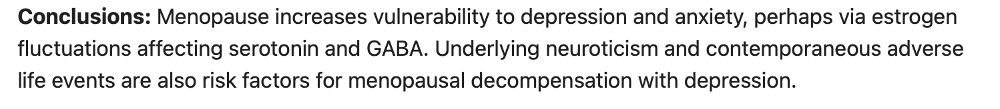 Conclusions: Menopause increases vulnerability to depression and anxiety, perhaps via estrogen
fluctuations affecting serotonin and GABA. Underlying neuroticism and contemporaneous adverse
life events are also risk factors for menopausal decompensation with depression.